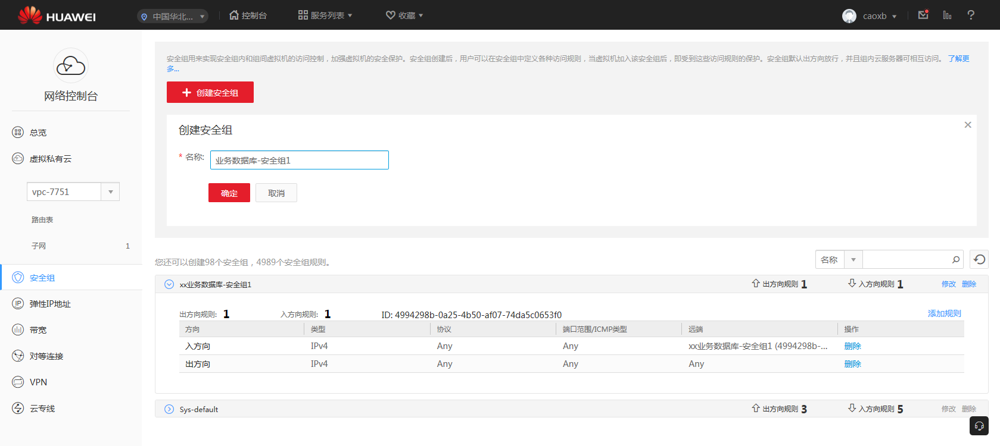 HUAWEI
中国华北...
控制台
服务列表
收藏
caoxb
网络控制台
总览
虚拟私有云
vpc-7751
路由表
子网 1
安全组
弹性IP地址
带宽
对等连接
VPN
云专线
安全组用来实现安全组内和组间虚拟机的访问控制，加强虚拟机的安全保护。安全组创建后，用户可以在安全组中定义各种访问规则，当虚拟机加入该安全组后，即受到这些访问规则的保护。安全组默认出方向放行，并且组内云服务器可相互访问。 了解更
多...
创建安全组
创建安全组
* 名称: 业务数据库-安全组1
确定 取消
您还可以创建98个安全组，4989个安全组规则。
名称
xx业务数据库-安全组1 出方向规则 1 入方向规则 1 修改 删除
出方向规则: 1 入方向规则: 1 ID: 4994298b-0a25-4b50-af07-74da5c0653f0 添加规则
方向 类型 协议 端口范围/ICMP类型 远端 操作
入方向 IPv4 Any Any xx业务数据库-安全组1 (4994298b-... 删除
出方向 IPv4 Any Any Any 删除
Sys-default 出方向规则 3 入方向规则 5 修改 删除